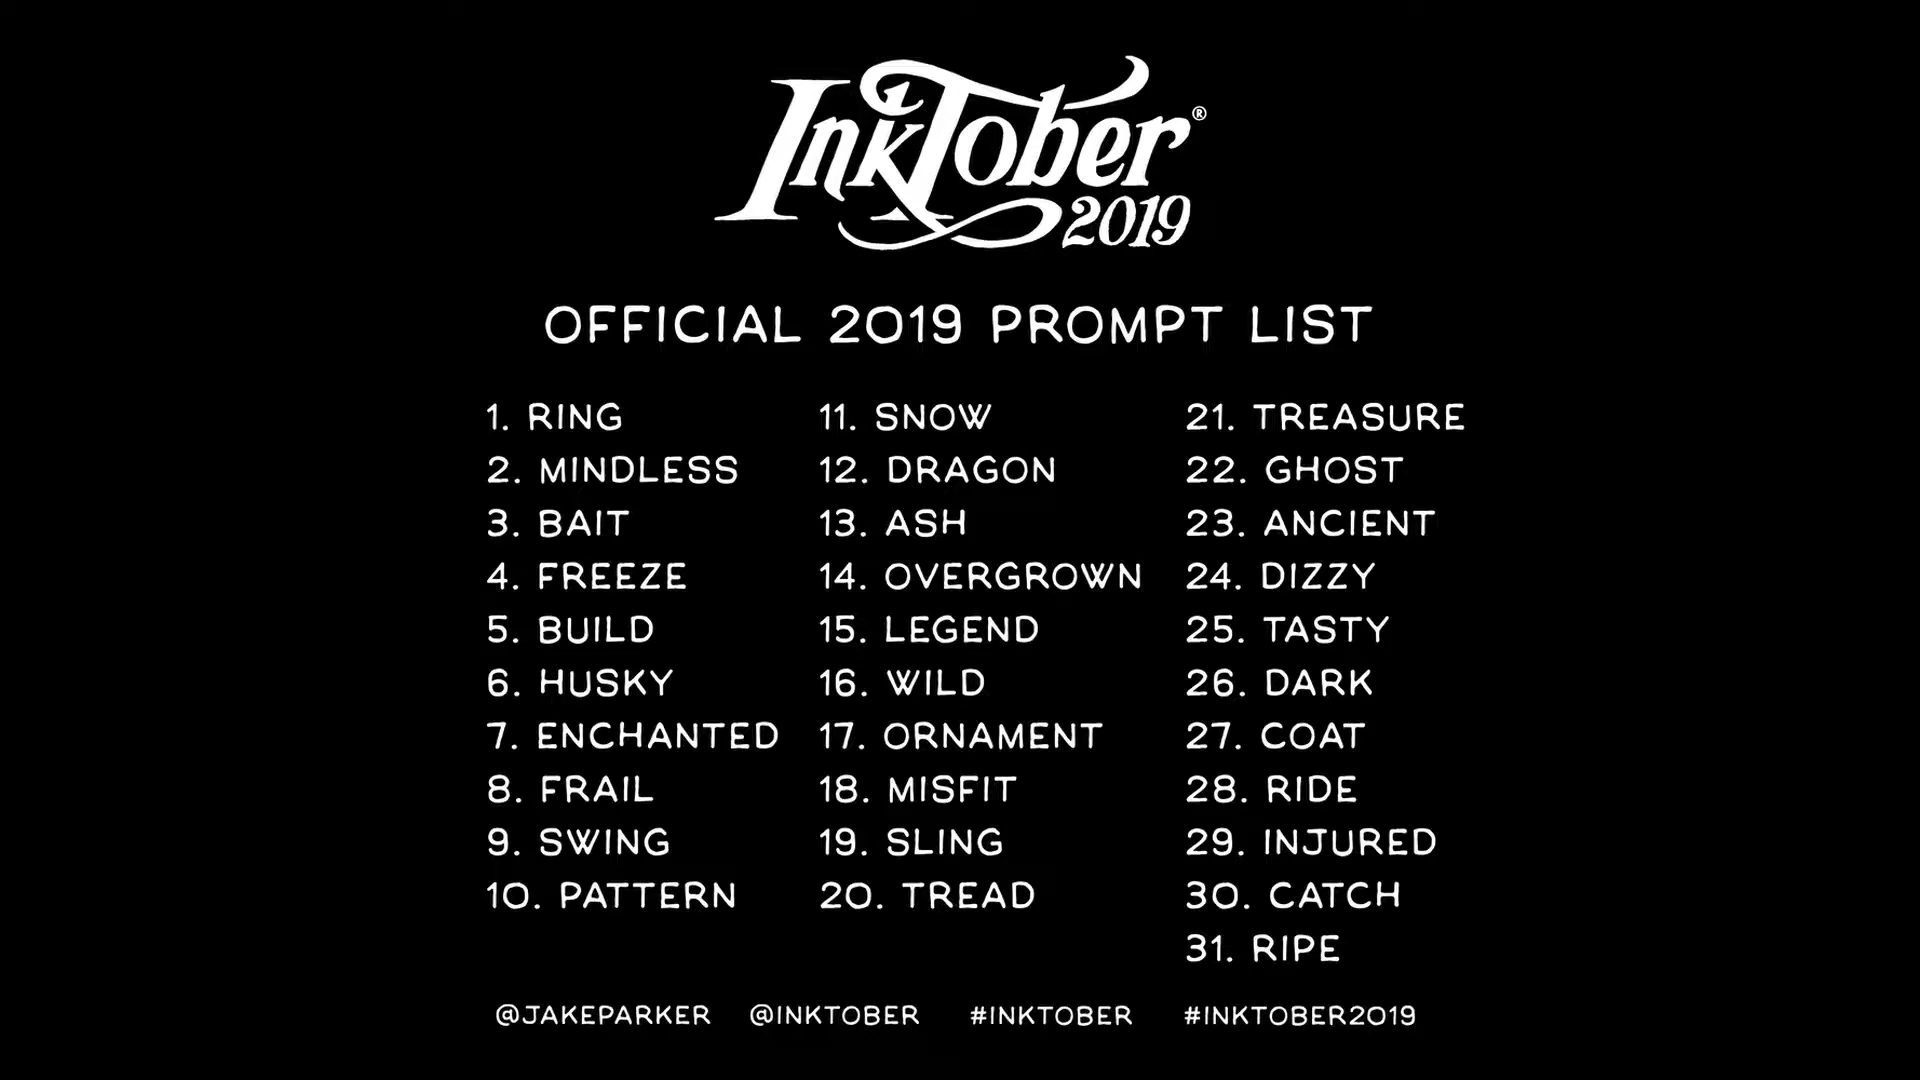 InkTober®
2019
OFFICIAL 2019 PROMPT LIST
1. RING
2. MINDLESS
3. BAIT
4. FREEZE
5. BUILD
6. HUSKY
7. ENCHANTED
8. FRAIL
9. SWING
10. PATTERN
11. SNOW
12. DRAGON
13. ASH
14. OVERGROWN
15. LEGEND
16. WILD
17. ORNAMENT
18. MISFIT
19. SLING
20. TREAD
21. TREASURE
22. GHOST
23. ANCIENT
24. DIZZY
25. TASTY
26. DARK
27. COAT
28. RIDE
29. INJURED
30. CATCH
31. RIPE
@JAKEPARKER @INKTOBER #INKTOBER #INKTOBER2019